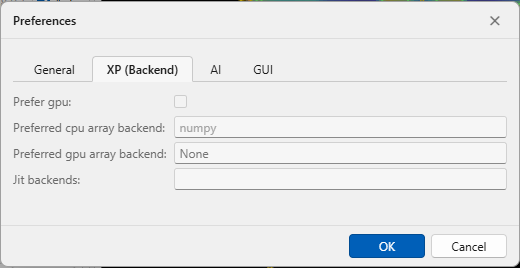 Preferences
General XP (Backend) AI GUI
Prefer gpu:
Preferred cpu array backend: numpy
Preferred gpu array backend: None
Jit backends:
OK Cancel